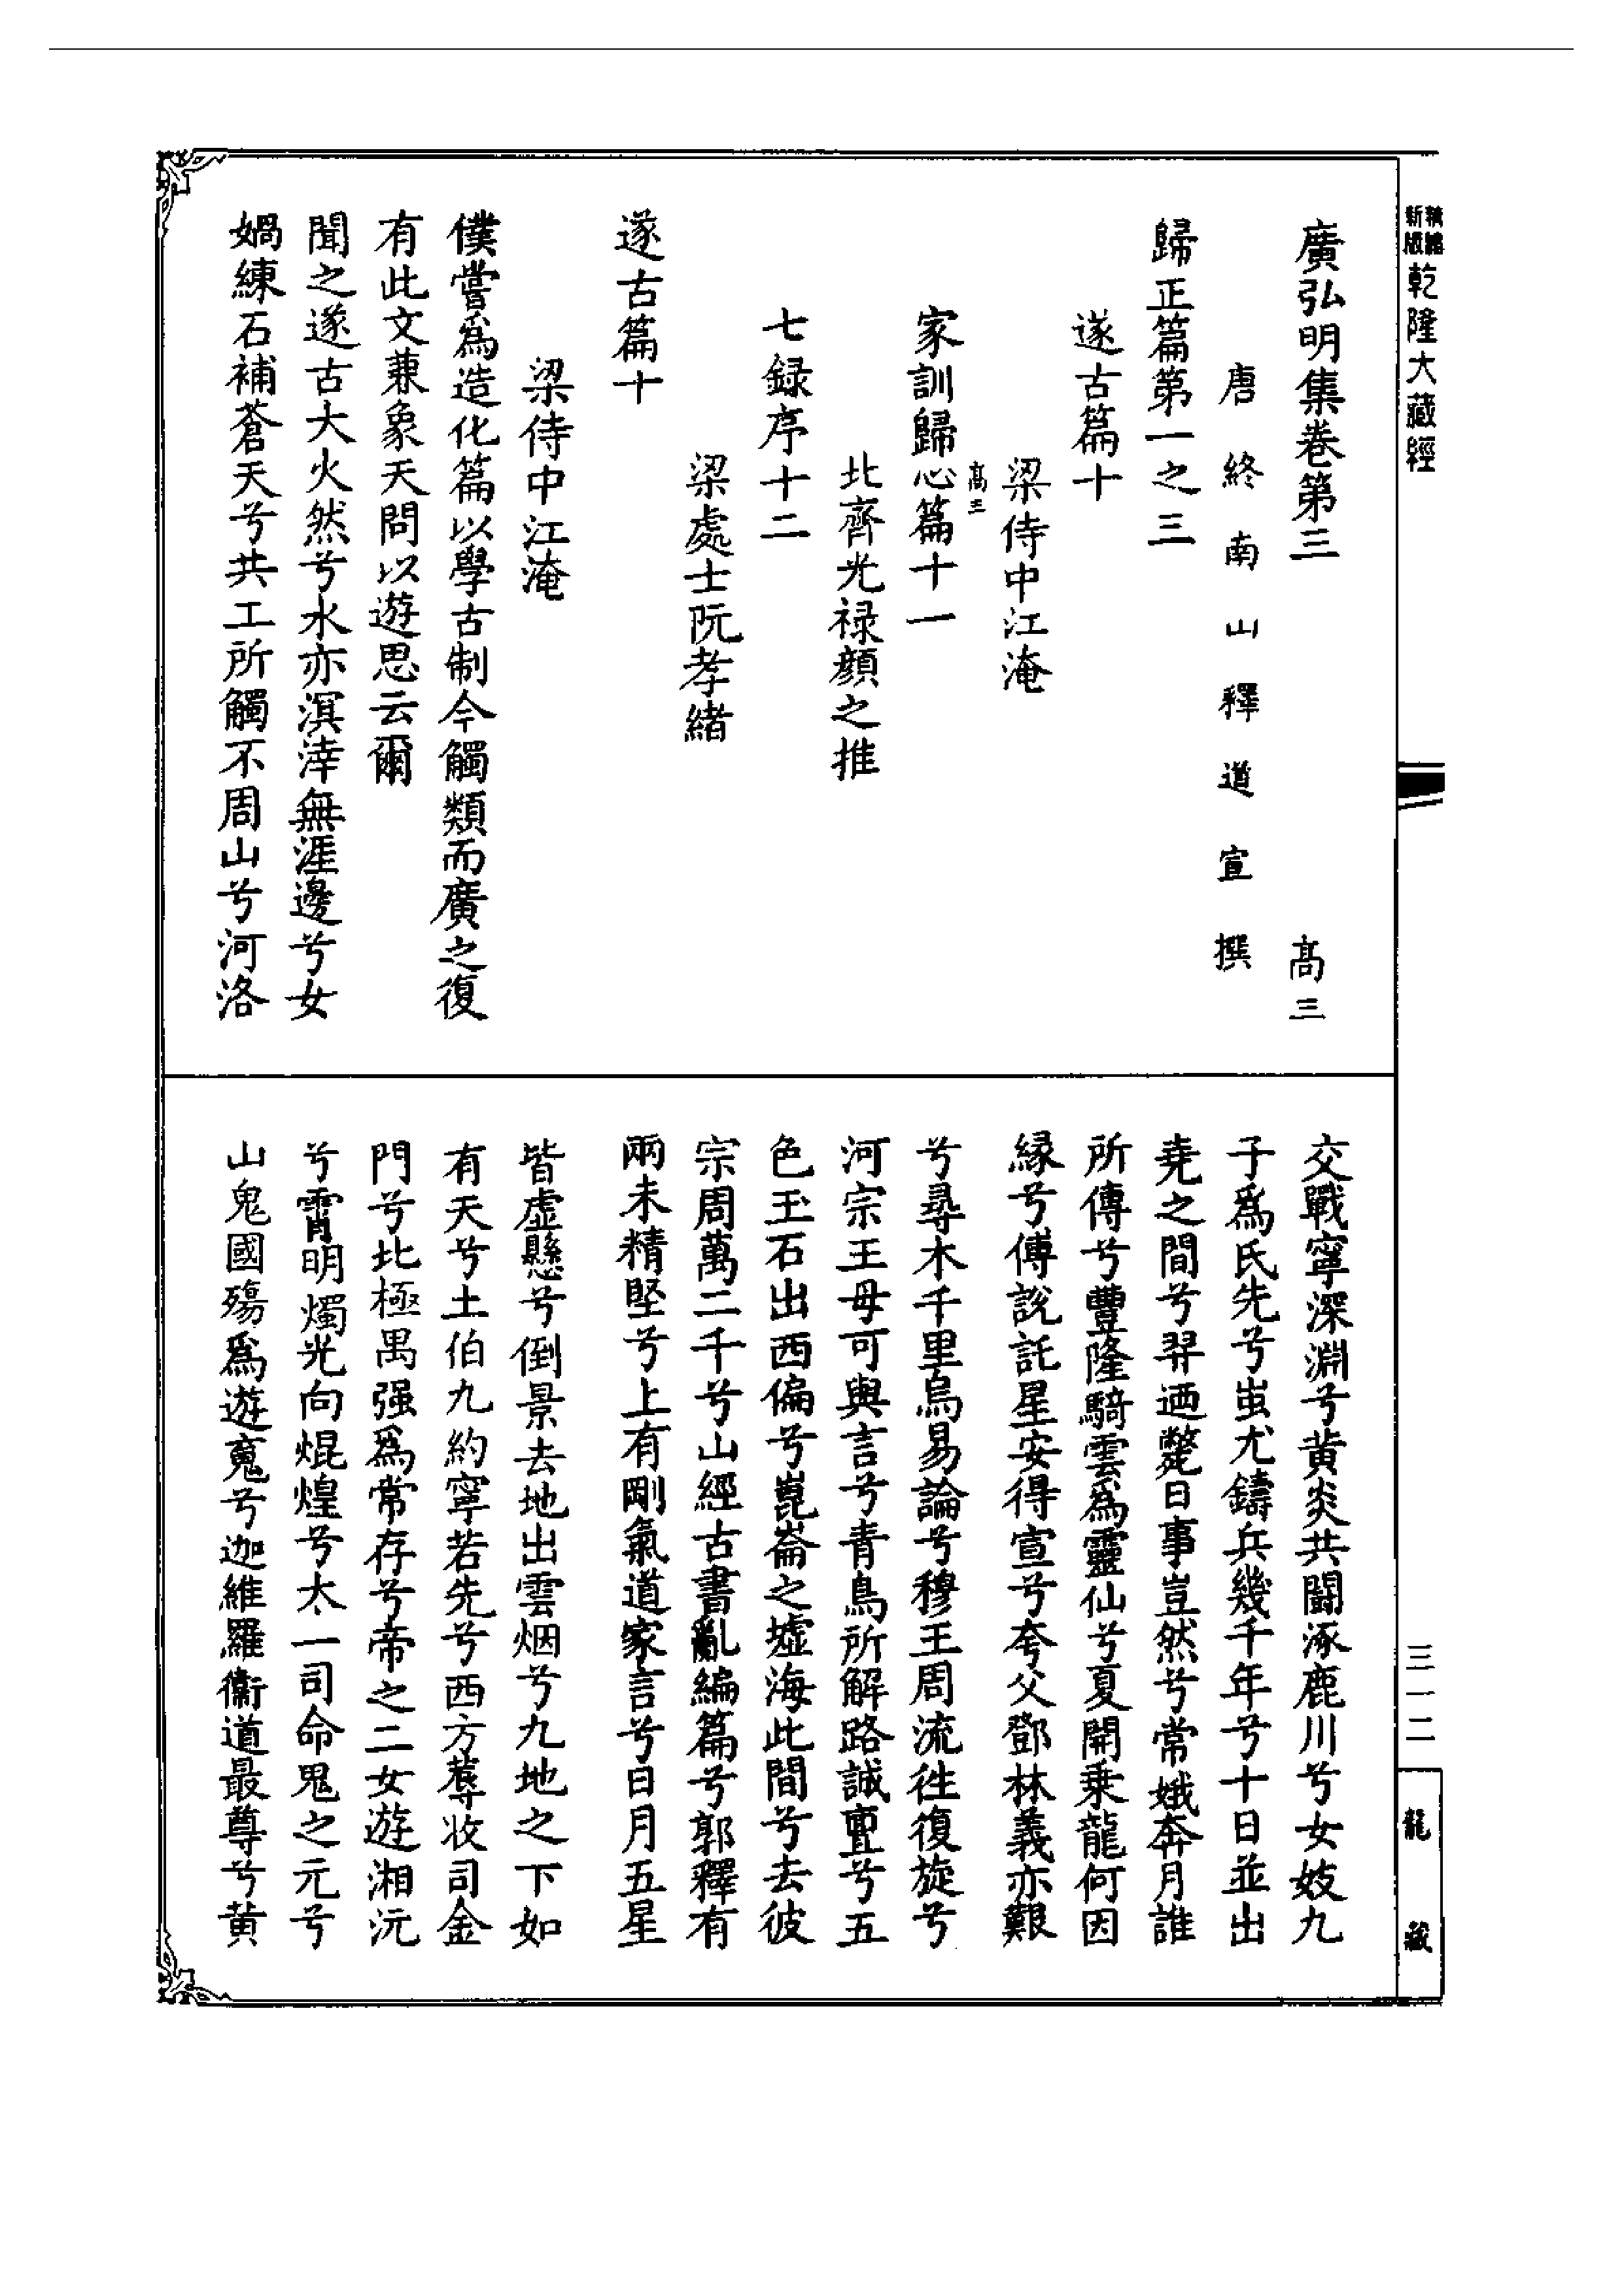 新版精縮乾隆大藏經
廣弘明集卷第三 髙三
唐終南山釋道宣撰
歸正篇第一之三
遂古篇十
梁侍中江淹
髙三
家訓歸心篇十一
北齊光禄顔之推
七録序十二
梁處士阮孝緒
遂古篇十
梁侍中江淹
僕嘗爲造化篇以學古制今觸類而廣之復
有此文兼象天問以遊思云爾
聞之遂古大火然兮水亦溟涬無涯邊兮女
媧練石補蒼天兮共工所觸不周山兮河洛
交戰寧深淵兮黄炎共鬪涿鹿川兮女妓九
子爲氏先兮蚩尤鑄兵幾千年兮十日並出
堯之間兮羿迺斃日事豈然兮常娥奔月誰
所傳兮豐隆騎雲爲靈仙兮夏開乗龍何因
縁兮傅説託星安得宣兮夸父鄧林義亦艱
兮尋木千里烏易論兮穆王周流徃復旋兮
河宗王母可與言兮青鳥所解路誠亶兮五
色玉石出西偏兮崑崙之墟海此間兮去彼
宗周萬二千兮山經古書亂編篇兮郭釋有
兩未精堅兮上有剛氣道家言兮日月五星
皆虚懸兮倒景去地出雲烟兮九地之下如
有天兮土伯九約寧若先兮西方蓐收司金
門兮北極禺强爲常存兮帝之二女遊湘沅
兮霄明燭光向焜煌兮太一司命鬼之元兮
山鬼國殤爲遊魂兮迦維羅衞道最尊兮黄
三一二
龍藏